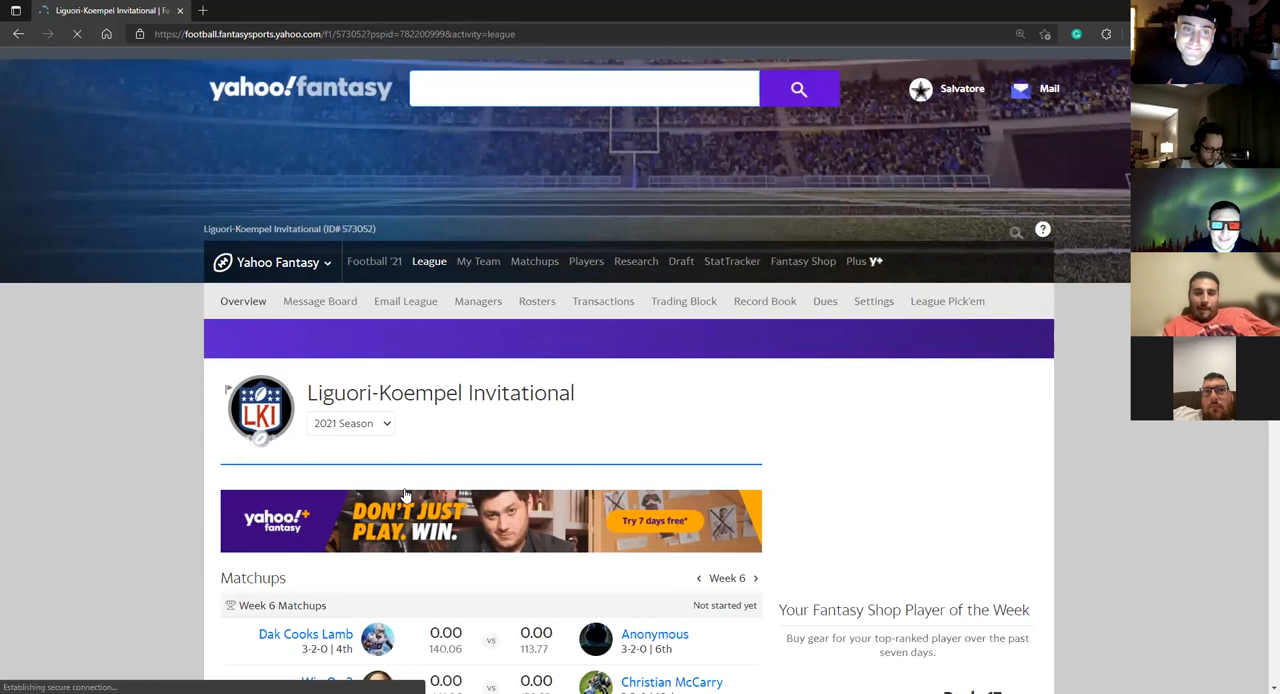 Liguori-Koempel Invitational | F
https://football.fantasysports.yahoo.com/f1/573052?pspid=782200999&activity=league
yahoo!fantasy
Salvatore
Mail
Liguori-Koempel Invitational (ID# 573052)
?
Yahoo Fantasy Football '21 League My Team Matchups Players Research Draft StatTracker Fantasy Shop Plus y+
Overview Message Board Email League Managers Rosters Transactions Trading Block Record Book Dues Settings League Pick'em
LKI
Liguori-Koempel Invitational
2021 Season
yahoo!+ fantasy
DON'T JUST
PLAY. WIN.
Try 7 days free*
Matchups
Week 6
Week 6 Matchups
Not started yet
Your Fantasy Shop Player of the Week
Buy gear for your top-ranked player over the past
seven days.
Dak Cooks Lamb 0.00 vs 0.00 Anonymous
3-2-0 | 4th 140.06 113.77 3-2-0 | 6th
0.00 vs 0.00 Christian McCarry
Establishing secure connection...